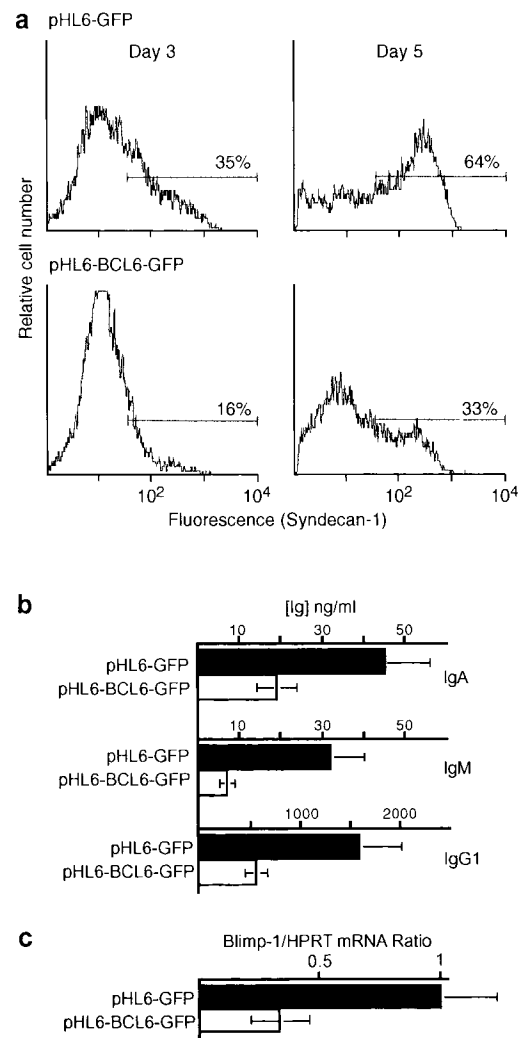 a
pHL6-GFP
Day 3
Day 5
35%
64%
Relative cell number
pHL6-BCL6-GFP
16%
33%
10² 10⁴ 10² 10⁴
Fluorescence (Syndecan-1)
b
[Ig] ng/ml
10 30 50
pHL6-GFP
pHL6-BCL6-GFP
IgA
10 30 50
pHL6-GFP
pHL6-BCL6-GFP
IgM
1000 2000
pHL6-GFP
pHL6-BCL6-GFP
IgG1
c
Blimp-1/HPRT mRNA Ratio
0.5 1
pHL6-GFP
pHL6-BCL6-GFP